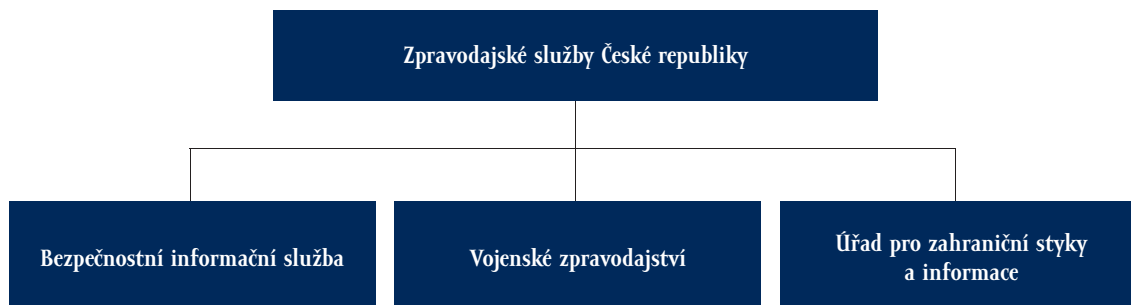 Zpravodajské služby České republiky
Bezpečnostní informační služba
Vojenské zpravodajství
Úřad pro zahraniční styky
a informace